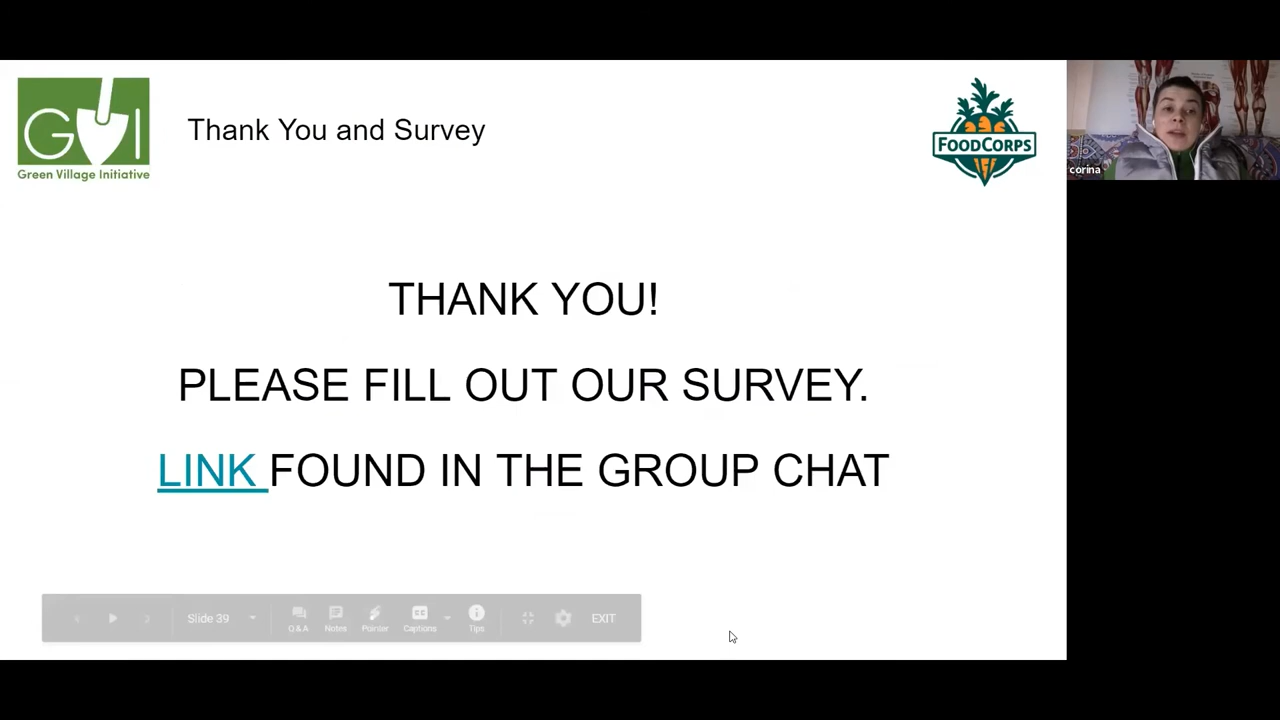 GVI
Green Village Initiative
Thank You and Survey
FOODCORPS
corina
THANK YOU!
PLEASE FILL OUT OUR SURVEY.
LINK FOUND IN THE GROUP CHAT
Slide 39
Q & A
Notes
Pointer
Captions
Tips
EXIT